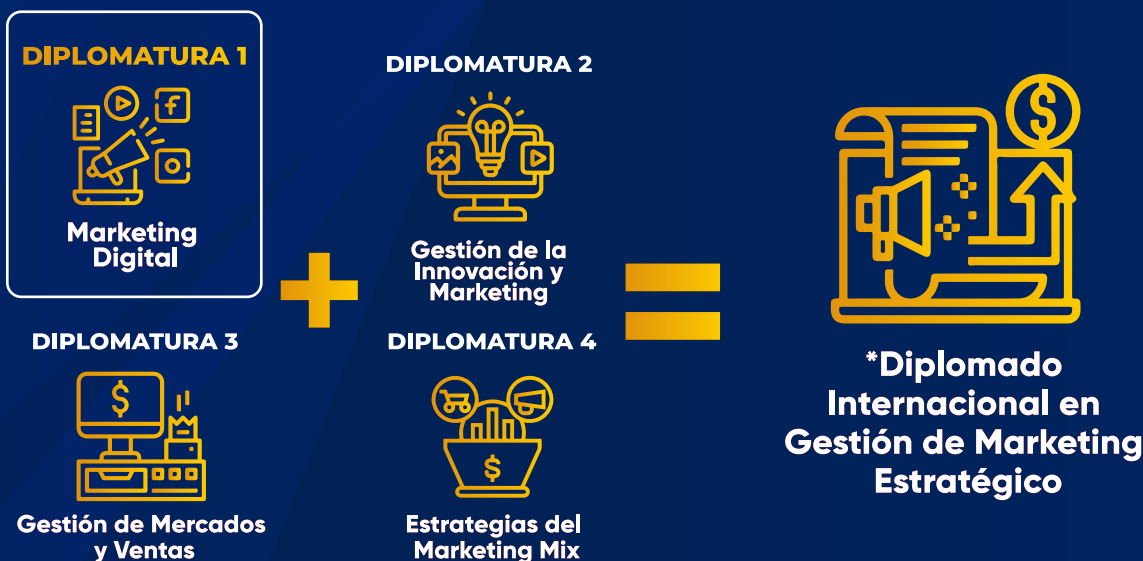 DIPLOMATURA 1
Marketing
Digital
DIPLOMATURA 2
Gestión de la
Innovación y
Marketing
DIPLOMATURA 3
Gestión de Mercados
y Ventas
DIPLOMATURA 4
Estrategias del
Marketing Mix
*Diplomado
Internacional en
Gestión de Marketing
Estratégico